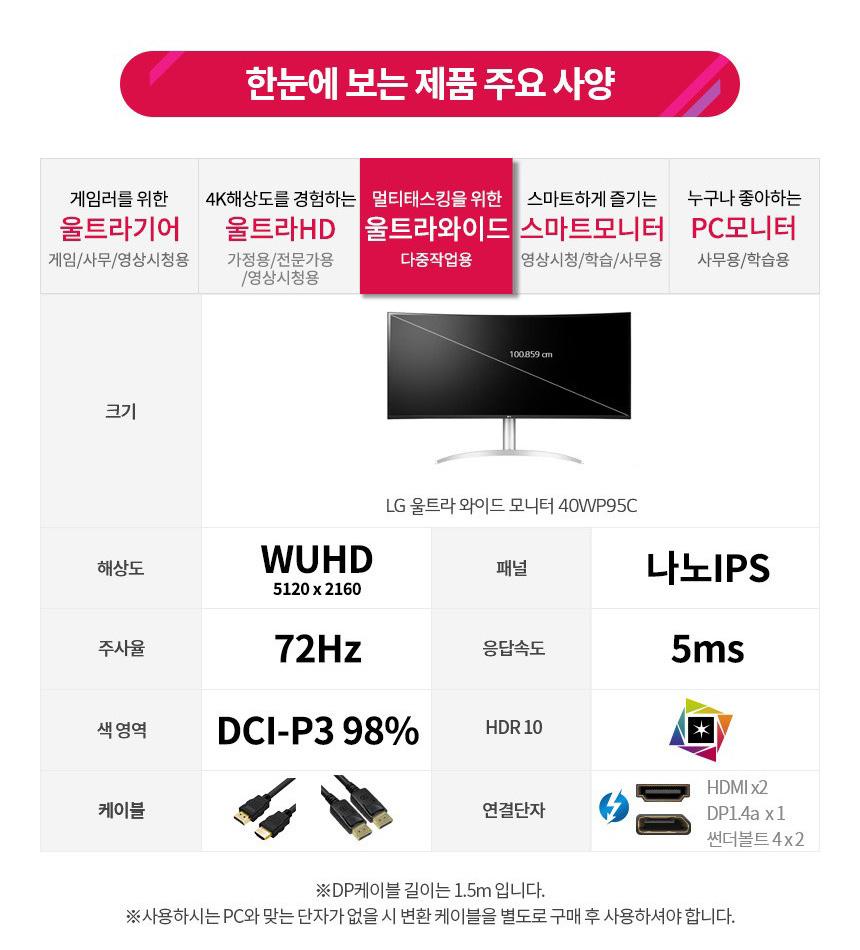 한눈에 보는 제품 주요 사양
게임러를 위한
울트라기어
게임/사무/영상시청용
4K해상도를 경험하는
울트라HD
가정용/전문가용
/영상시청용
멀티태스킹을 위한
울트라와이드
다중작업용
스마트하게 즐기는
스마트모니터
영상시청/학습/사무용
누구나 좋아하는
PC모니터
사무용/학습용
크기
100.859 cm
LG 울트라 와이드 모니터 40WP95C
해상도
WUHD
5120 x 2160
패널
나노IPS
주사율
72Hz
응답속도
5ms
색 영역
DCI-P3 98%
HDR 10
케이블
연결단자
HDMI x2
DP1.4a x 1
썬더볼트 4 x 2
※DP케이블 길이는 1.5m 입니다.
※사용하시는 PC와 맞는 단자가 없을 시 변환 케이블을 별도로 구매 후 사용하셔야 합니다.